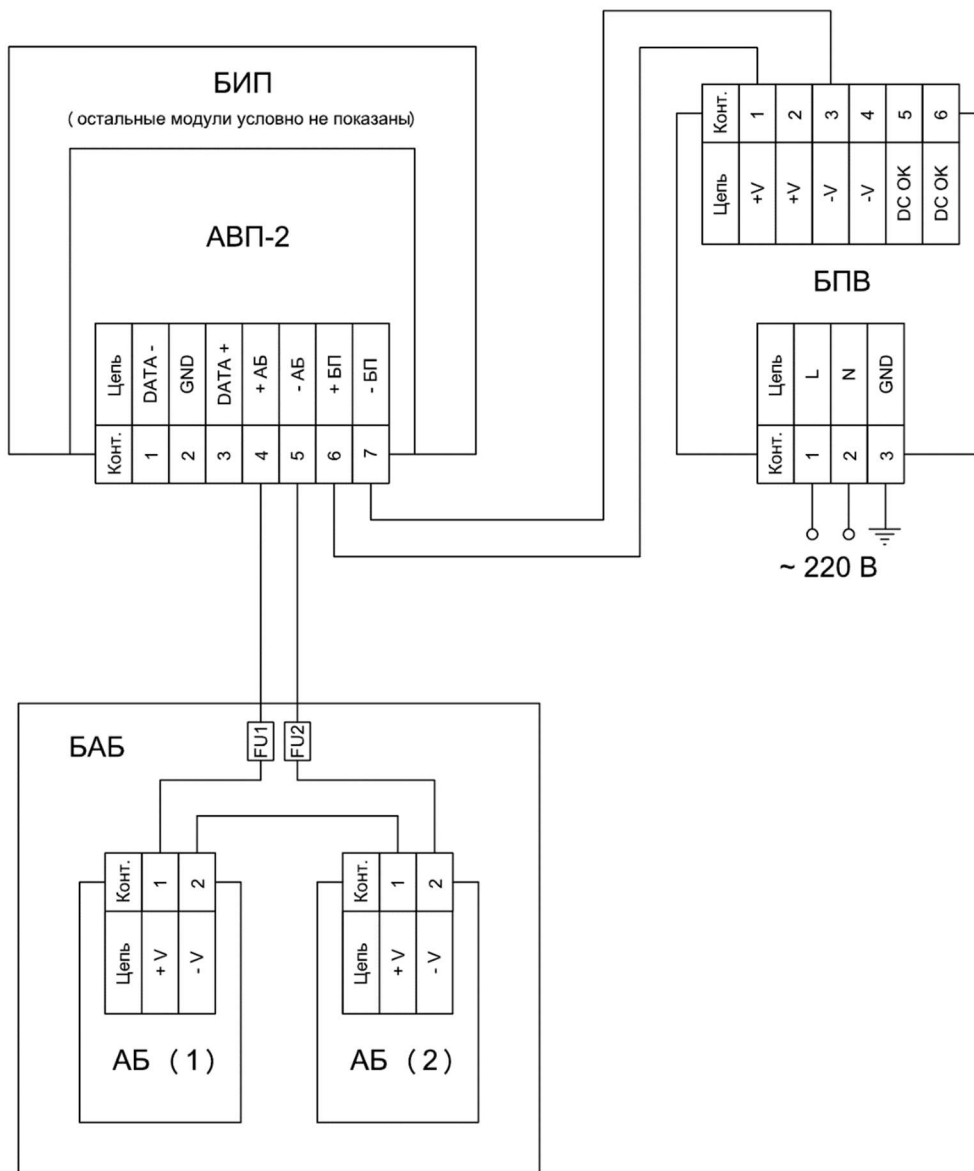 БИП
( остальные модули условно не показаны)
АВП-2
Цепь DATA - GND DATA + + АБ - АБ + БП - БП
Конт. 1 2 3 4 5 6 7
Конт. 1 2 3 4 5 6
Цепь +V +V -V -V DC OK DC OK
БПВ
Цепь L N GND
Конт. 1 2 3
~ 220 В
БАБ
FU1 FU2
Конт. 1 2
Цепь + V - V
АБ (1)
Конт. 1 2
Цепь + V - V
АБ (2)